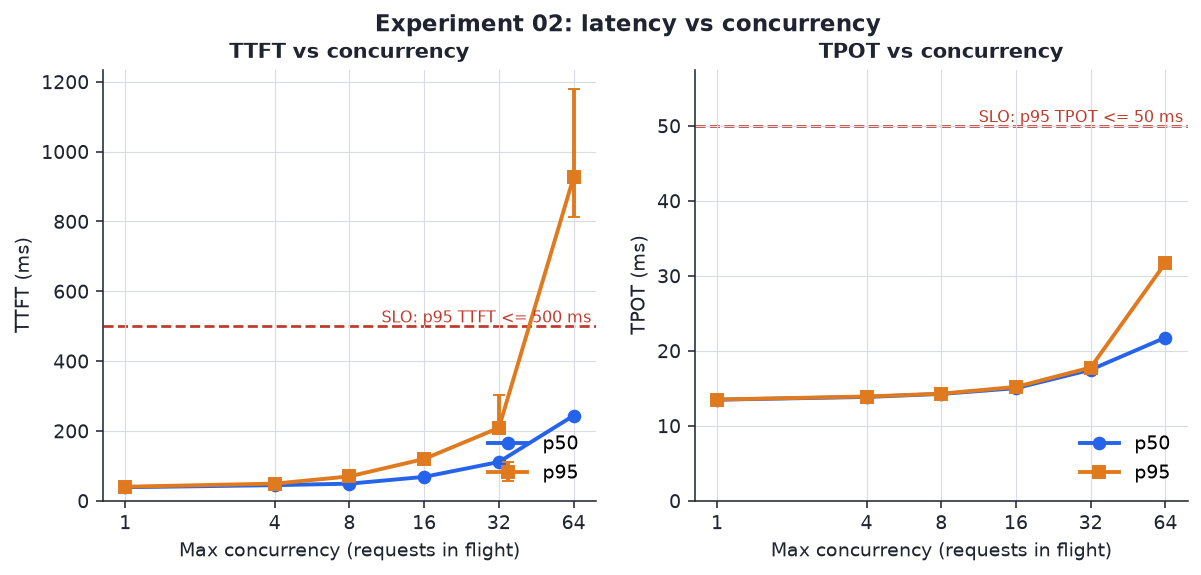 Experiment 02: latency vs concurrency
TTFT vs concurrency
1200
1000
800
600
400
200
0
TTFT (ms)
SLO: p95 TTFT <= 500 ms
p50
p95
1 4 8 16 32 64
Max concurrency (requests in flight)
TPOT vs concurrency
50
40
30
20
10
0
TPOT (ms)
SLO: p95 TPOT <= 50 ms
p50
p95
1 4 8 16 32 64
Max concurrency (requests in flight)